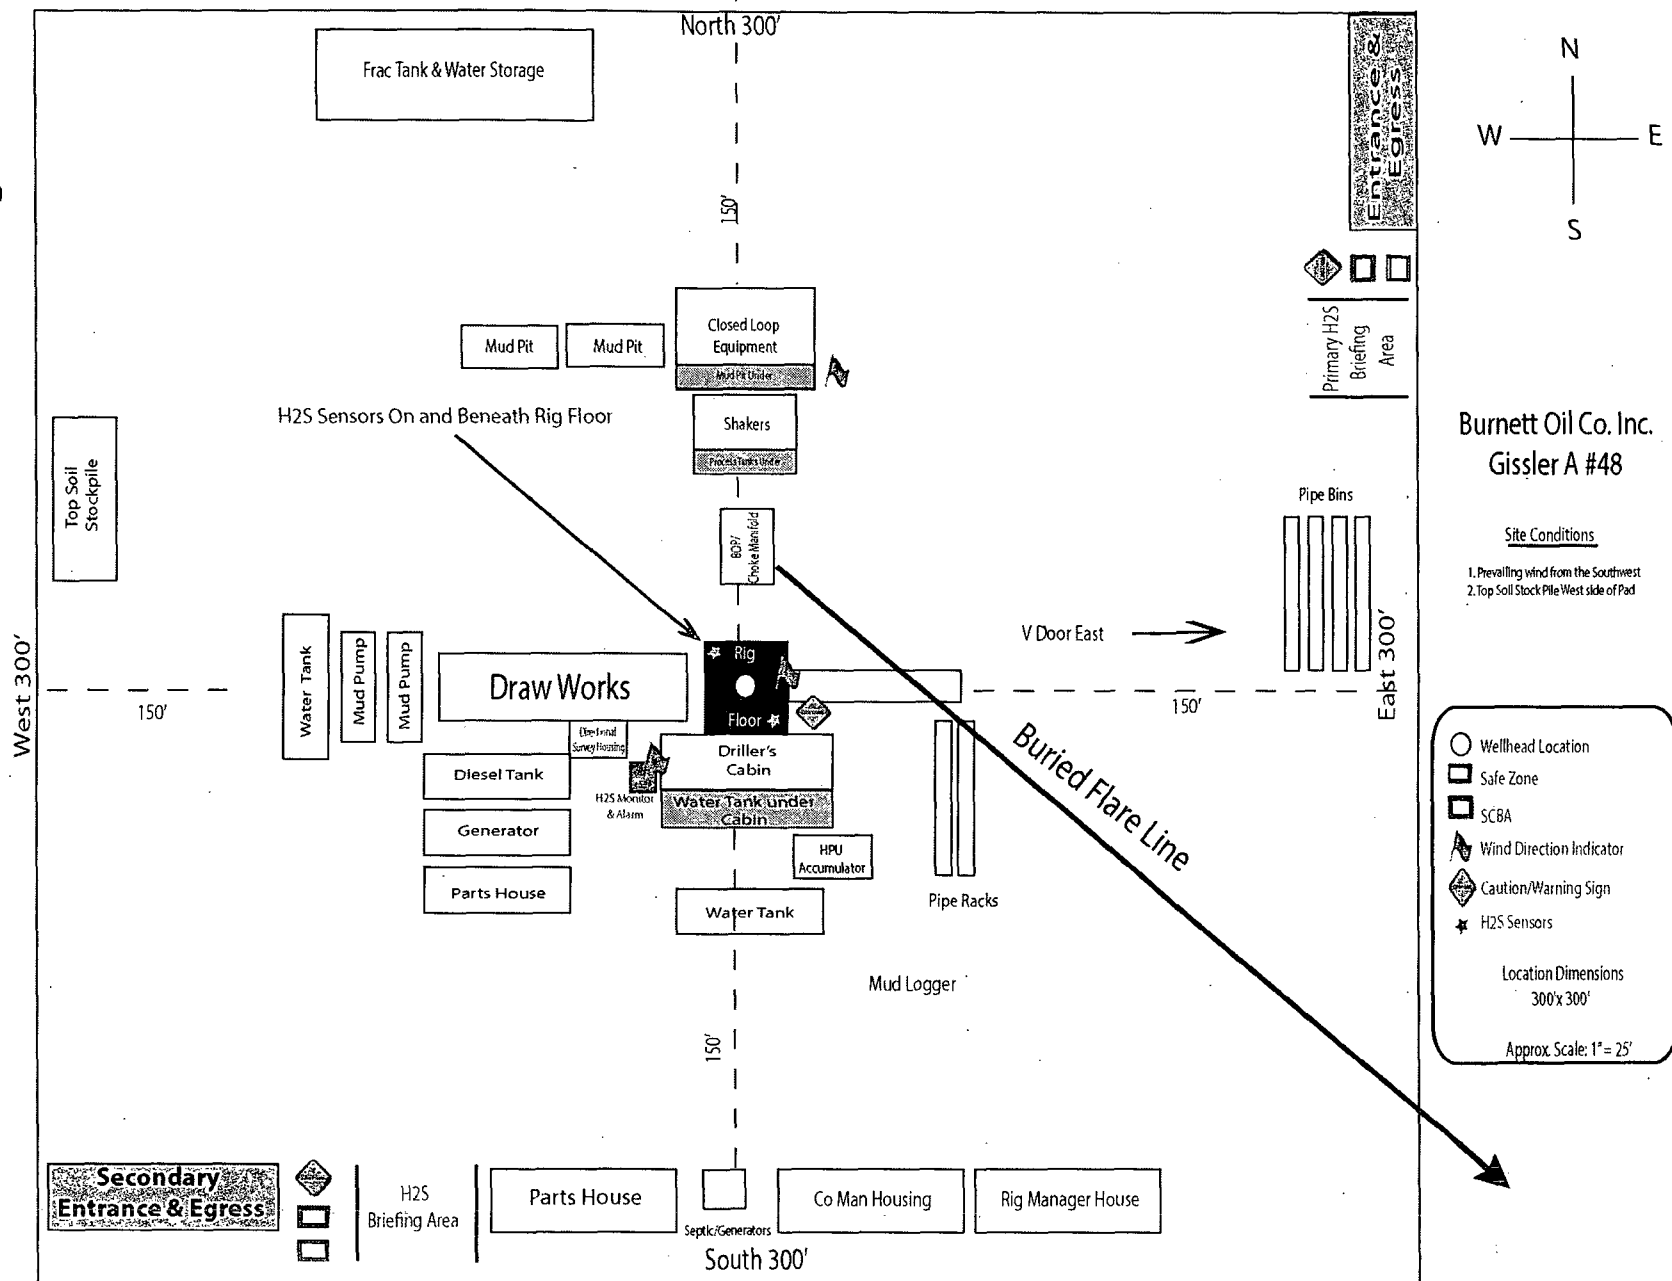 North 300'
Frac Tank & Water Storage
Entrance &
Egress
N
W
E
S
150'
Closed Loop
Equipment
Mud Pit Under
Mud Pit
Mud Pit
Primary H2S
Briefing
Area
H2S Sensors On and Beneath Rig Floor
Shakers
Process Tanks Under
Burnett Oil Co. Inc.
Gissler A #48
Top Soil
Stockpile
Pipe Bins
BOP/
Choke Manifold
Site Conditions
1. Prevailing wind from the Southwest
2. Top Soil Stock Pile West side of Pad
V Door East
West 300'
150'
Water Tank
Mud Pump
Mud Pump
Draw Works
Rig
Floor
150'
East 300'
Directional
Survey Housing
Driller's
Cabin
Water Tank under
Cabin
Diesel Tank
H2S Monitor
& Alarm
Generator
Parts House
HPU
Accumulator
Water Tank
Pipe Racks
Buried Flare Line
Mud Logger
Wellhead Location
Safe Zone
SCBA
Wind Direction Indicator
Caution/Warning Sign
H2S Sensors
Location Dimensions
300'x 300'
Approx. Scale: 1" = 25'
150'
Secondary
Entrance & Egress
H2S
Briefing Area
Parts House
Septic/Generators
Co Man Housing
Rig Manager House
South 300'